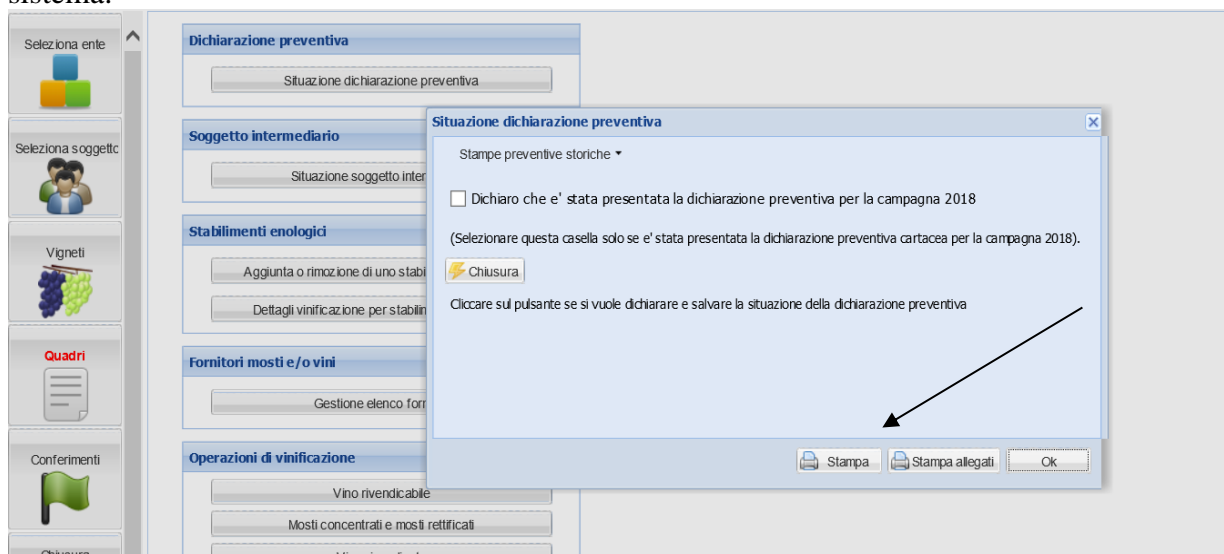 sistema.
Seleziona ente
Seleziona soggettc
Vigneti
Quadri
Conferimenti
Dichiarazione preventiva
Situazione dichiarazione preventiva
Soggetto intermediario
Situazione soggetto inter
Stabilimenti enologici
Aggiunta o rimozione di uno stabi
Dettagli vinificazione per stabilin
Fornitori mosti e/o vini
Gestione elenco forr
Operazioni di vinificazione
Vino rivendicabile
Mosti concentrati e mosti rettificati
Situazione dichiarazione preventiva
Stampe preventive storiche
Dichiaro che e' stata presentata la dichiarazione preventiva per la campagna 2018
(Selezionare questa casella solo se e' stata presentata la dichiarazione preventiva cartacea per la campagna 2018).
Chiusura
Cliccare sul pulsante se si vuole dichiarare e salvare la situazione della dichiarazione preventiva
Stampa
Stampa allegati
Ok